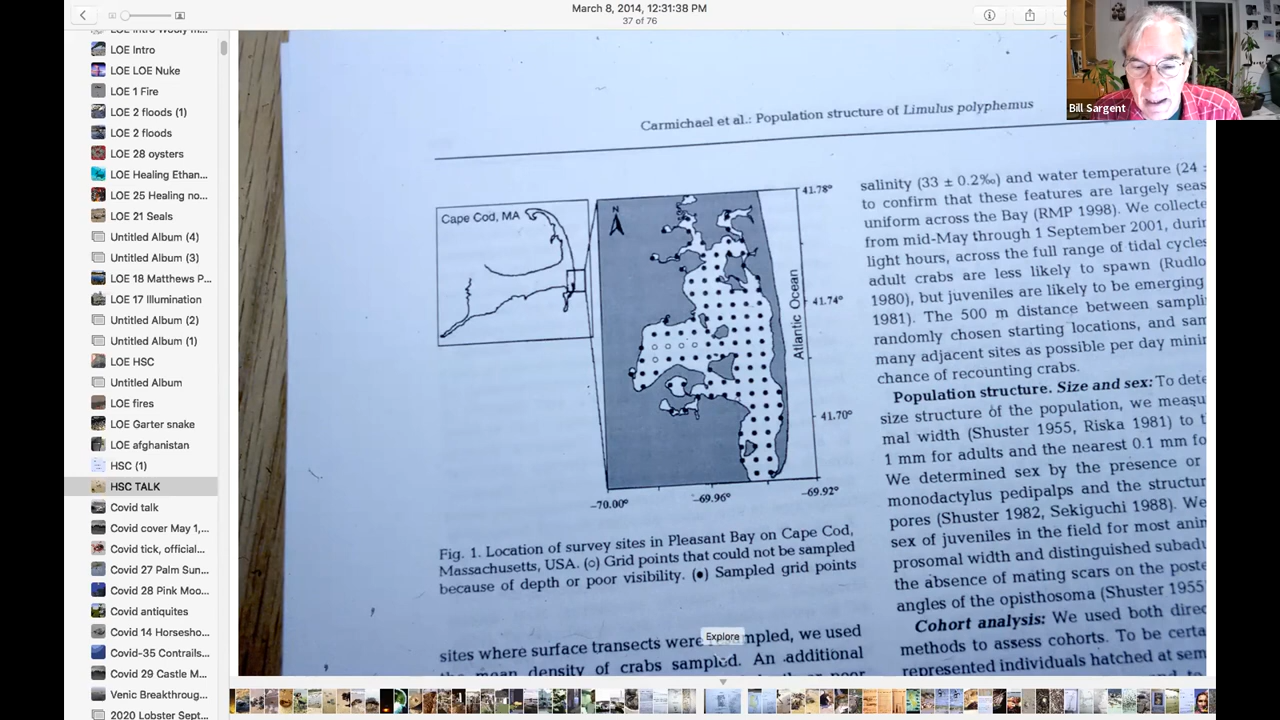 March 8, 2014, 12:31:38 PM
37 of 76
LOE Intro
LOE LOE Nuke
LOE 1 Fire
LOE 2 floods (1)
LOE 2 floods
LOE 28 oysters
LOE Healing Ethan...
LOE 25 Healing no...
LOE 21 Seals
Untitled Album (4)
Untitled Album (3)
LOE 18 Matthews P...
LOE 17 Illumination
Untitled Album (2)
Untitled Album (1)
LOE HSC
Untitled Album
LOE fires
LOE Garter snake
LOE afghanistan
HSC (1)
HSC TALK
Covid talk
Covid cover May 1,...
Covid tick, official...
Covid 27 Palm Sun...
Covid 28 Pink Moo...
Covid antiquites
Covid 14 Horsesho...
Covid-35 Contrails...
Covid 29 Castle M...
Venic Breakthroug...
2020 Lobster Sept...
Bill Sargent
Carmichael et al.: Population structure of Limulus polyphemus
Cape Cod, MA
N
41.78°
41.74°
41.70°
Atlantic Ocean
–70.00°
–69.96°
–69.92°
Fig. 1. Location of survey sites in Pleasant Bay on Cape Cod,
Massachusetts, USA. (○) Grid points that could not be sampled
because of depth or poor visibility. (●) Sampled grid points
sites where surface transects were mpled, we used
density of crabs sampled. An additional
Explore
salinity (33 ± 0.2‰) and water temperature (24
to confirm that these features are largely seas
uniform across the Bay (RMP 1998). We collecte
from mid-May through 1 September 2001, duri
light hours, across the full range of tidal cycles
adult crabs are less likely to spawn (Rudlo
1980), but juveniles are likely to be emerging
1981). The 500 m distance between sampli
randomly chosen starting locations, and sam
many adjacent sites as possible per day mini
chance of recounting crabs.
Population structure. Size and sex: To dete
size structure of the population, we measu
mal width (Shuster 1955, Riska 1981) to t
1 mm for adults and the nearest 0.1 mm fo
We determined sex by the presence or
monodactylus pedipalps and the structur
pores (Shuster 1982, Sekiguchi 1988). We
sex of juveniles in the field for most anim
prosomal width and distinguished subadu
the absence of mating scars on the poste
angles of the opisthosoma (Shuster 1955
Cohort analysis: We used both direc
methods to assess cohorts. To be certa
represented individuals hatched at sem